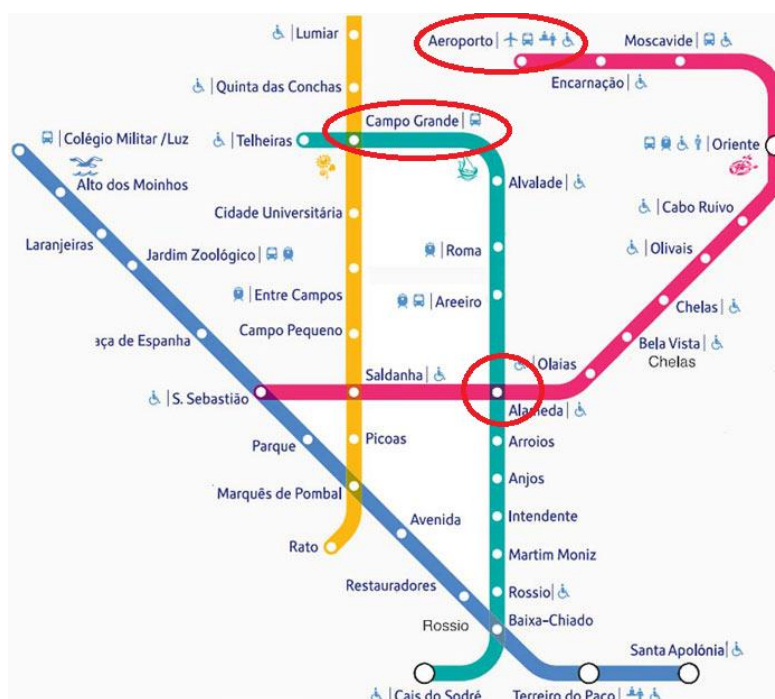 Lumiar
Aeroporto
Moscavide
Quinta das Conchas
Encarnação
Campo Grande
Colégio Militar /Luz
Telheiras
Oriente
Alto dos Moinhos
Alvalade
Cidade Universitária
Cabo Ruivo
Laranjeiras
Jardim Zoológico
Roma
Olivais
Entre Campos
Areeiro
Chelas
aça de Espanha
Campo Pequeno
Bela Vista
Chelas
Olaias
Saldanha
S. Sebastião
Alameda
Parque
Picoas
Arroios
Anjos
Marquês de Pombal
Avenida
Intendente
Rato
Martim Moniz
Restauradores
Rossio
Rossio
Baixa-Chiado
Santa Apolónia
Cais do Sodré
Terreiro do Paço